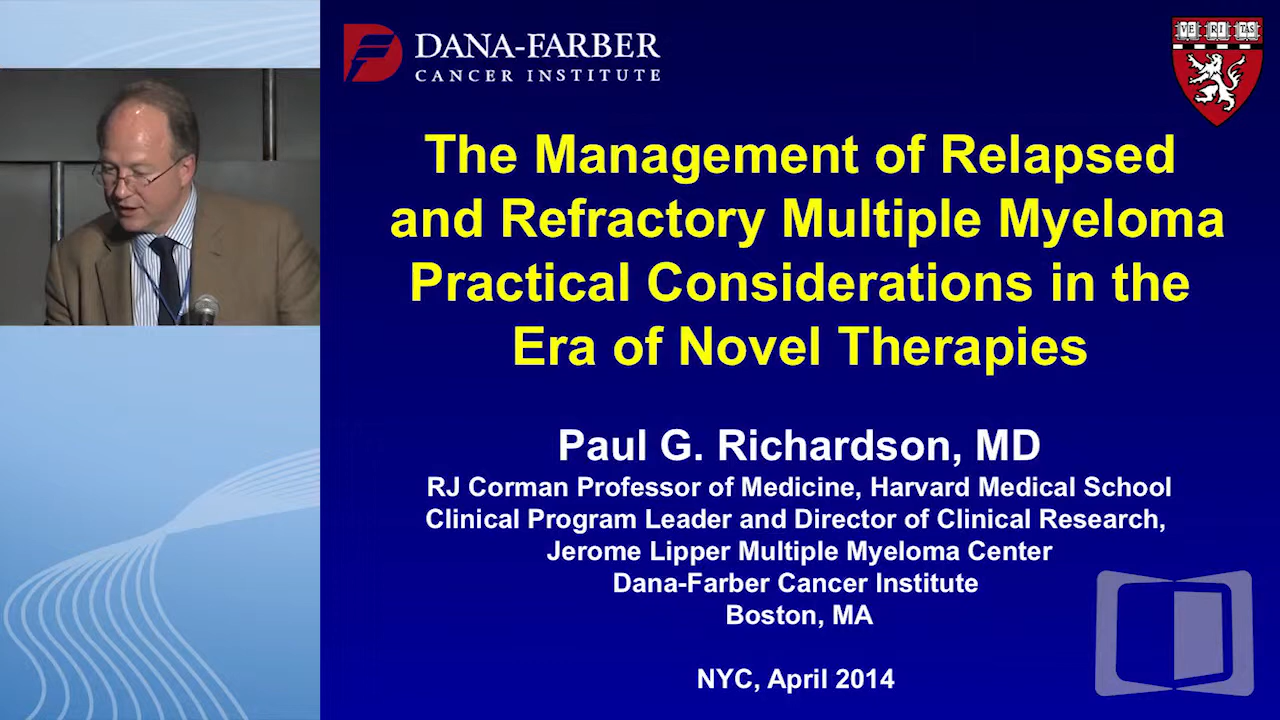 DANA-FARBER
CANCER INSTITUTE
VE RI TAS
The Management of Relapsed
and Refractory Multiple Myeloma
Practical Considerations in the
Era of Novel Therapies
Paul G. Richardson, MD
RJ Corman Professor of Medicine, Harvard Medical School
Clinical Program Leader and Director of Clinical Research,
Jerome Lipper Multiple Myeloma Center
Dana-Farber Cancer Institute
Boston, MA
NYC, April 2014